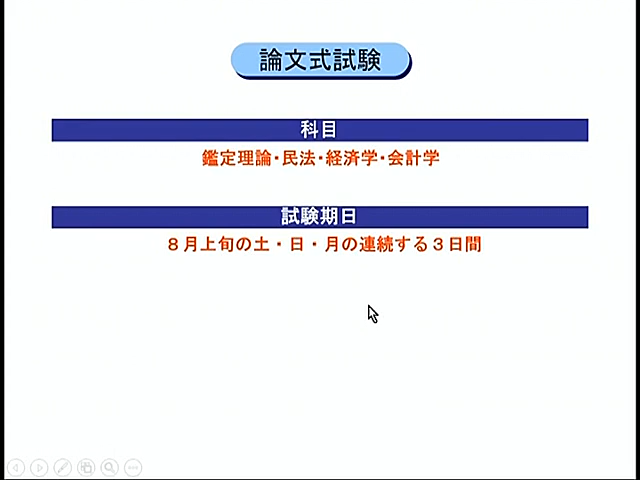 論文式試験
科目
鑑定理論・民法・経済学・会計学
試験期日
８月上旬の土・日・月の連続する３日間